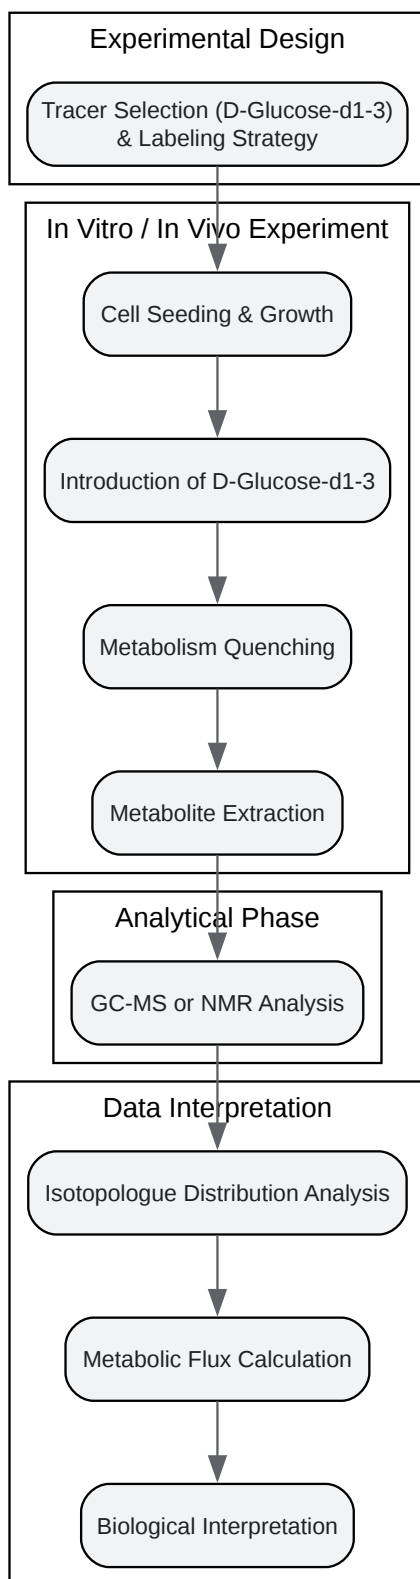 Experimental Design
Tracer Selection (D-Glucose-d1-3)
& Labeling Strategy
In Vitro / In Vivo Experiment
Cell Seeding & Growth
Introduction of D-Glucose-d1-3
Metabolism Quenching
Metabolite Extraction
Analytical Phase
GC-MS or NMR Analysis
Data Interpretation
Isotopologue Distribution Analysis
Metabolic Flux Calculation
Biological Interpretation